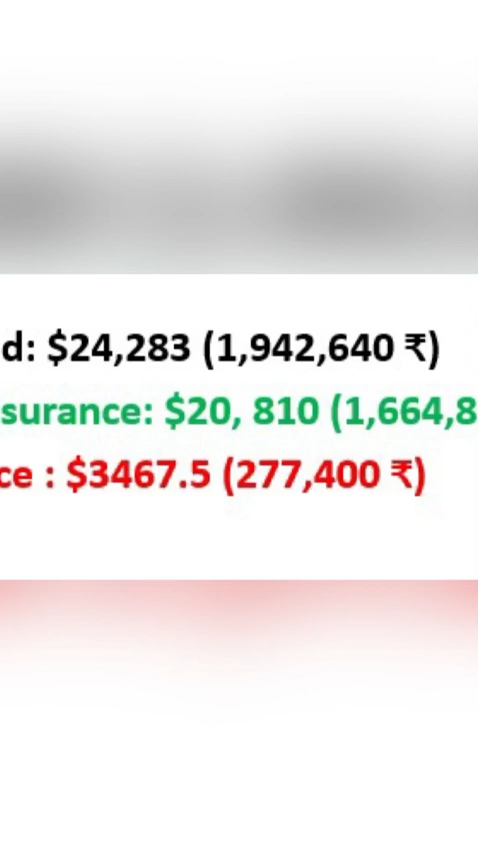 d: $24,283 (1,942,640 ₹)
surance: $20, 810 (1,664,8
ce : $3467.5 (277,400 ₹)